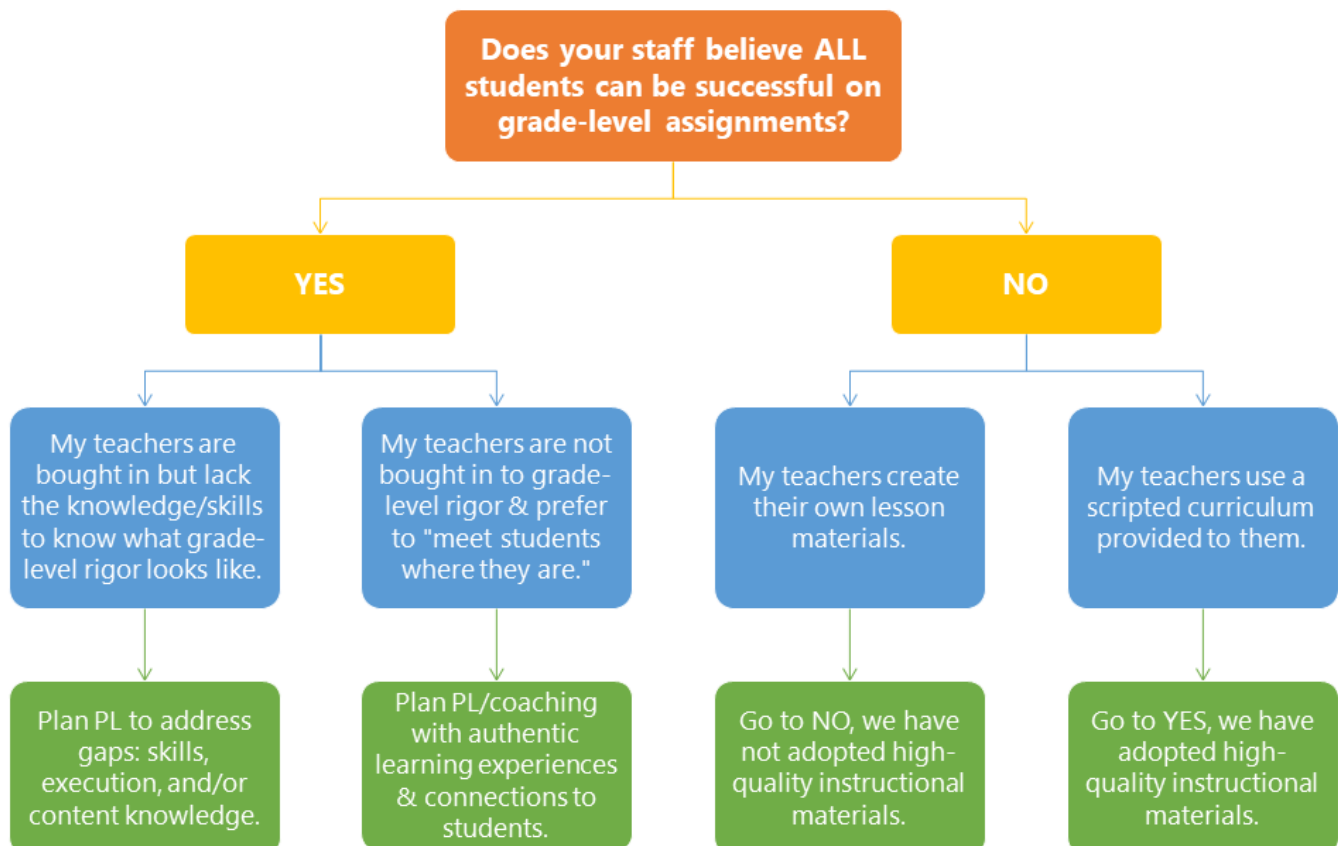 Does your staff believe ALL
students can be successful on
grade-level assignments?
YES
NO
My teachers are
bought in but lack
the knowledge/skills
to know what grade-
level rigor looks like.
My teachers are not
bought in to grade-
level rigor & prefer
to "meet students
where they are."
My teachers create
their own lesson
materials.
My teachers use a
scripted curriculum
provided to them.
Plan PL to address
gaps: skills,
execution, and/or
content knowledge.
Plan PL/coaching
with authentic
learning experiences
& connections to
students.
Go to NO, we have
not adopted high-
quality instructional
materials.
Go to YES, we have
adopted high-
quality instructional
materials.